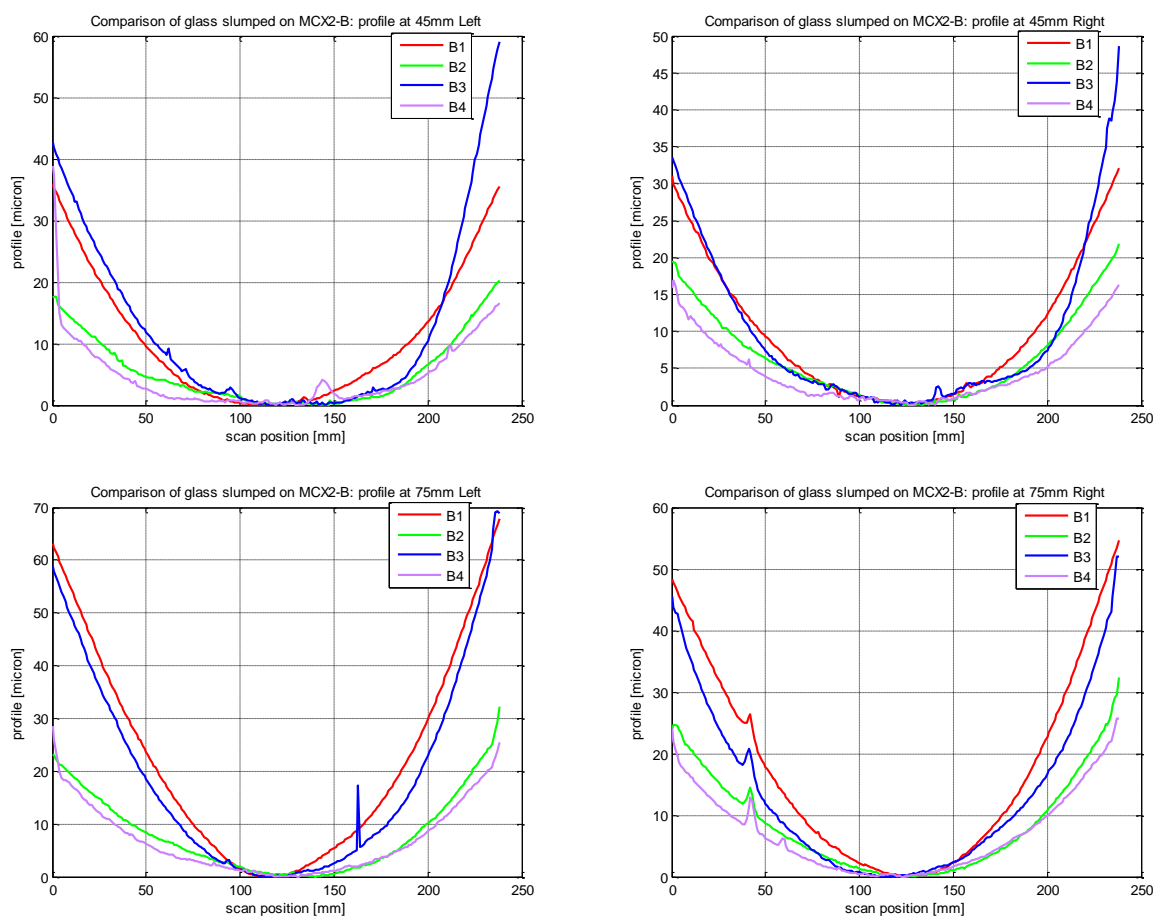 Comparison of glass slumped on MCX2-B: profile at 45mm Left
60
50
40
30
20
10
0
profile [micron]
B1
B2
B3
B4
0 50 100 150 200 250
scan position [mm]
Comparison of glass slumped on MCX2-B: profile at 45mm Right
50
45
40
35
30
25
20
15
10
5
0
profile [micron]
B1
B2
B3
B4
0 50 100 150 200 250
scan position [mm]
Comparison of glass slumped on MCX2-B: profile at 75mm Left
70
60
50
40
30
20
10
0
profile [micron]
B1
B2
B3
B4
0 50 100 150 200 250
scan position [mm]
Comparison of glass slumped on MCX2-B: profile at 75mm Right
60
50
40
30
20
10
0
profile [micron]
B1
B2
B3
B4
0 50 100 150 200 250
scan position [mm]